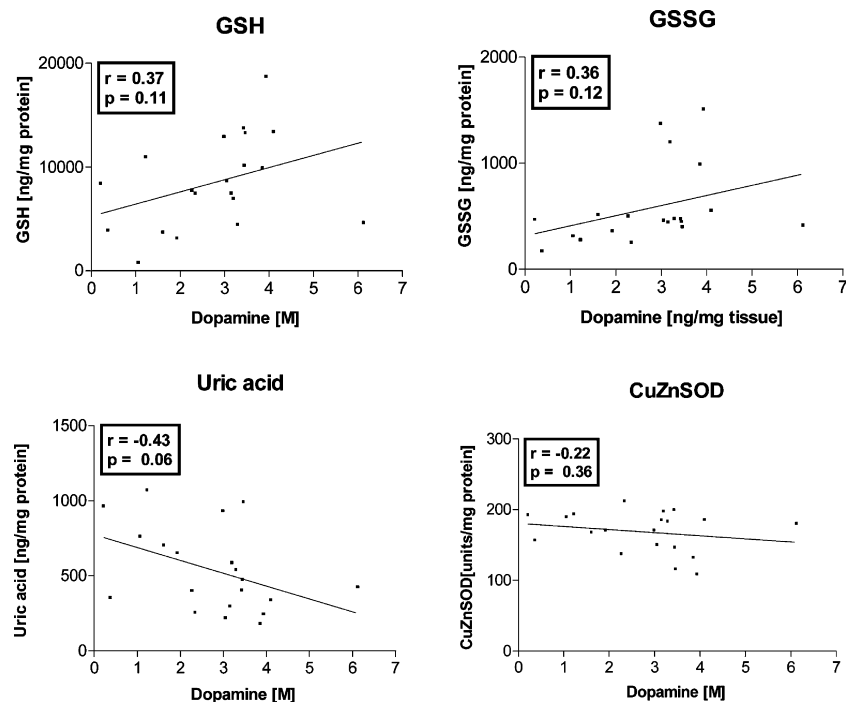 GSH
r = 0.37
p = 0.11
GSH [ng/mg protein]
20000
10000
0
0 1 2 3 4 5 6 7
Dopamine [M]
GSSG
r = 0.36
p = 0.12
GSSG [ng/mg protein]
2000
1000
0
0 1 2 3 4 5 6 7
Dopamine [ng/mg tissue]
Uric acid
r = -0.43
p = 0.06
Uric acid [ng/mg protein]
1500
1000
500
0
0 1 2 3 4 5 6 7
Dopamine [M]
CuZnSOD
r = -0.22
p = 0.36
CuZnSOD[units/mg protein]
300
200
100
0
0 1 2 3 4 5 6 7
Dopamine [M]